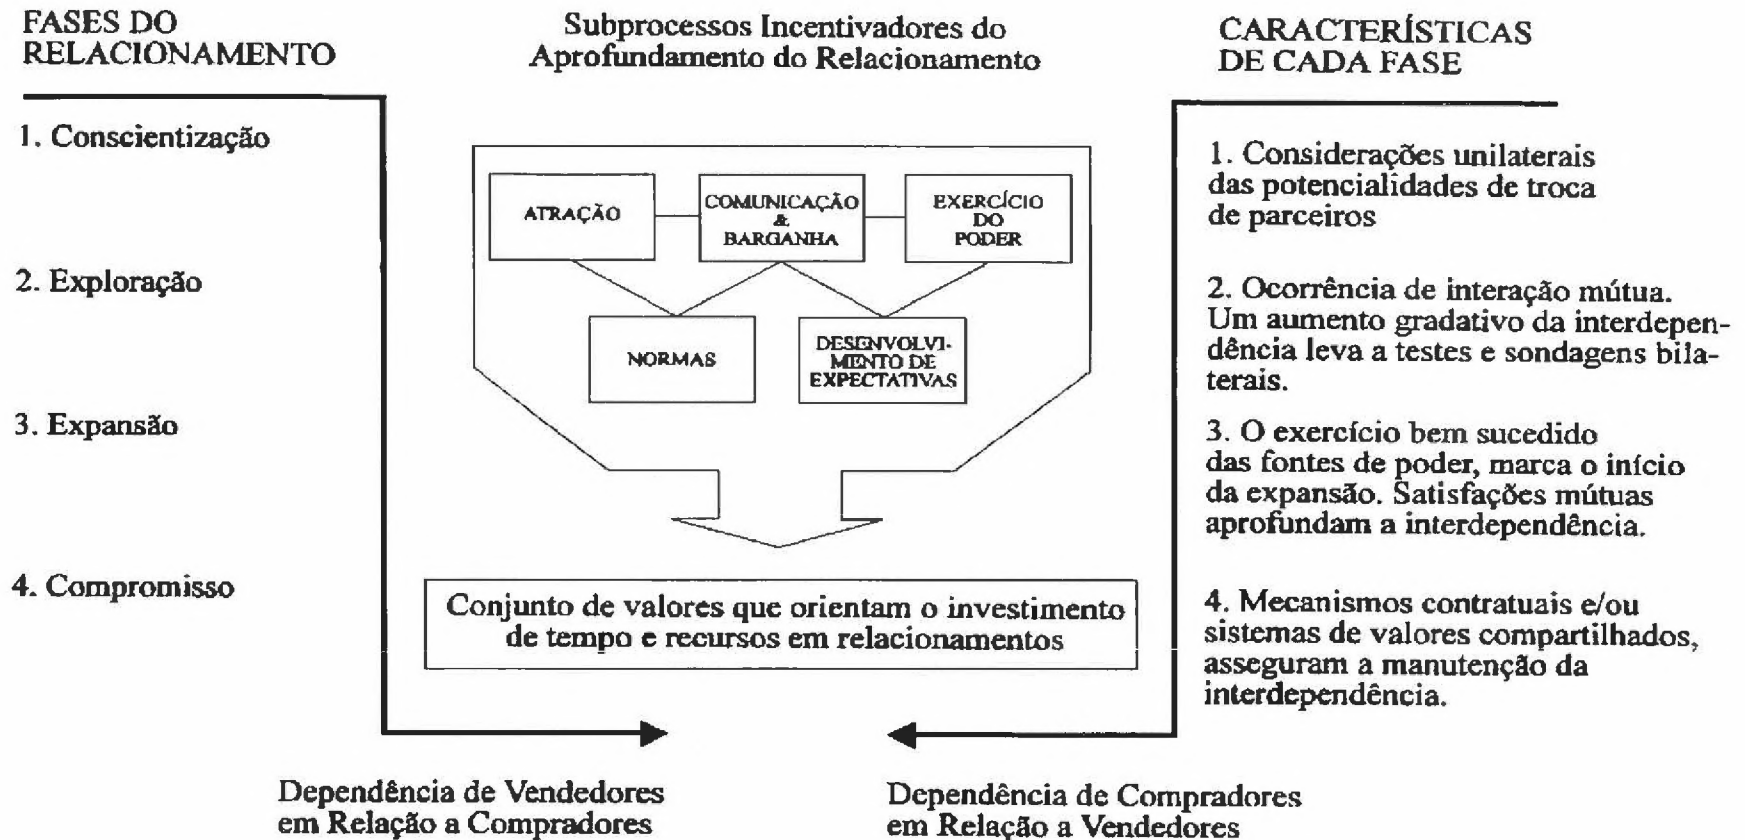 FASES DO
RELACIONAMENTO
1. Conscientização
2. Exploração
3. Expansão
4. Compromisso
Subprocessos Incentivadores do
Aprofundamento do Relacionamento
ATRAÇÃO
COMUNICAÇÃO
&
BARGANHA
EXERCÍCIO
DO
PODER
NORMAS
DESENVOLVI-
MENTO DE
EXPECTATIVAS
Conjunto de valores que orientam o investimento
de tempo e recursos em relacionamentos
CARACTERÍSTICAS
DE CADA FASE
1. Considerações unilaterais
das potencialidades de troca
de parceiros
2. Ocorrência de interação mútua.
Um aumento gradativo da interdepen-
dência leva a testes e sondagens bila-
terais.
3. O exercício bem sucedido
das fontes de poder, marca o início
da expansão. Satisfações mútuas
aprofundam a interdependência.
4. Mecanismos contratuais e/ou
sistemas de valores compartilhados,
asseguram a manutenção da
interdependência.
Dependência de Vendedores
em Relação a Compradores
Dependência de Compradores
em Relação a Vendedores